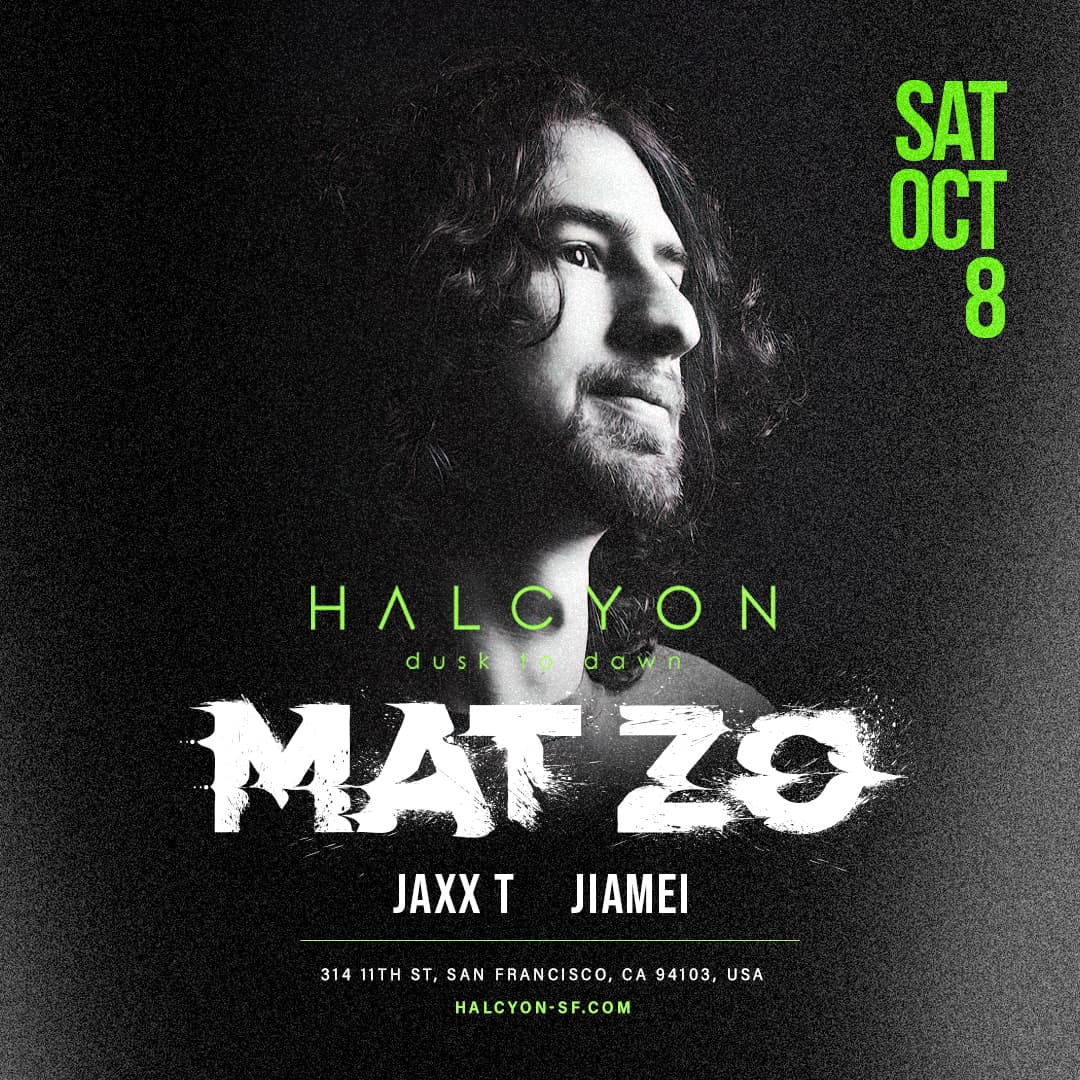 SAT
OCT
8
HALCYON
dusk to dawn
MAT ZO
JAXX T JIAMEI
314 11TH ST, SAN FRANCISCO, CA 94103, USA
HALCYON-SF.COM